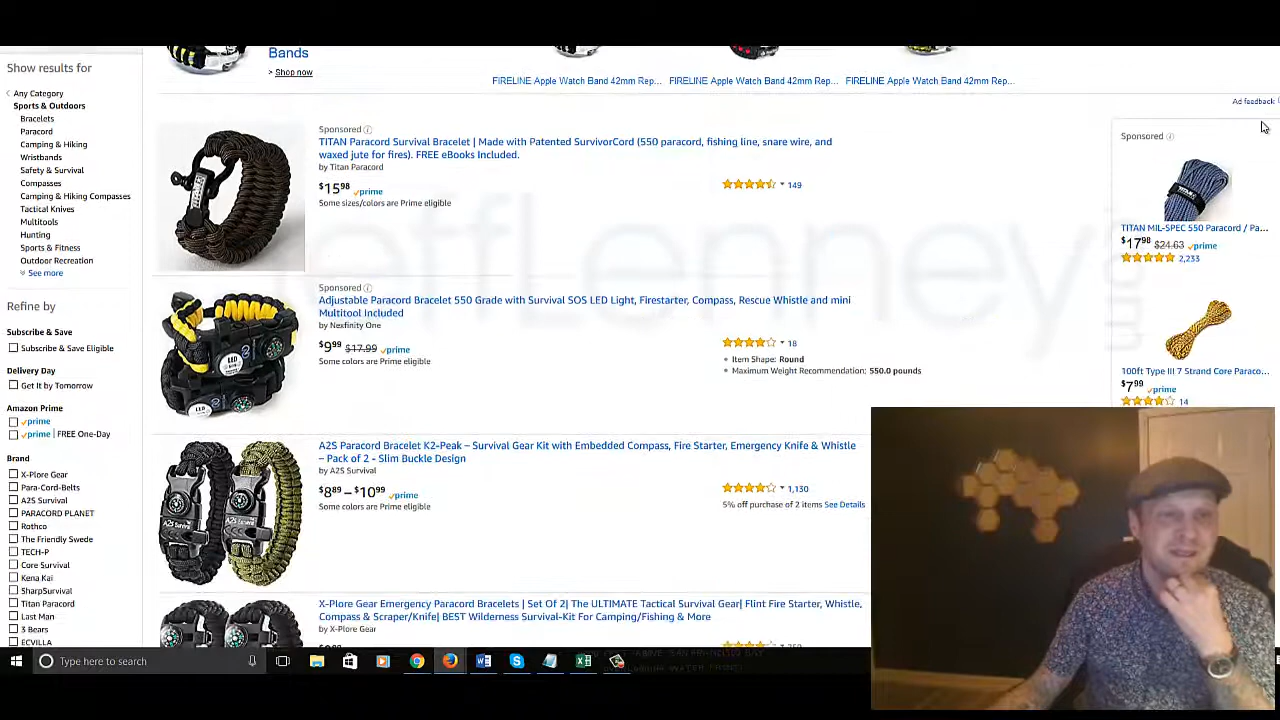 Bands
> Shop now
FIRELINE Apple Watch Band 42mm Rep...
FIRELINE Apple Watch Band 42mm Rep...
FIRELINE Apple Watch Band 42mm Rep...
Ad feedback
Show results for
Any Category
Sports & Outdoors
Bracelets
Paracord
Camping & Hiking
Wristbands
Safety & Survival
Compasses
Camping & Hiking Compasses
Tactical Knives
Multitools
Hunting
Sports & Fitness
Outdoor Recreation
See more
Refine by
Subscribe & Save
Subscribe & Save Eligible
Delivery Day
Get It by Tomorrow
Amazon Prime
prime
prime | FREE One-Day
Brand
X-Plore Gear
Para-Cord-Belts
A2S Survival
PARACORD PLANET
Rothco
The Friendly Swede
TECH-P
Core Survival
Kena Kai
SharpSurvival
Titan Paracord
Last Man
3 Bears
ECVILLA
Sponsored
TITAN Paracord Survival Bracelet | Made with Patented SurvivorCord (550 paracord, fishing line, snare wire, and
waxed jute for fires). FREE eBooks Included.
by Titan Paracord
$15.98 prime
Some sizes/colors are Prime eligible
149
Sponsored
Adjustable Paracord Bracelet 550 Grade with Survival SOS LED Light, Firestarter, Compass, Rescue Whistle and mini
Multitool Included
by Nexfinity One
$9.99 $17.99 prime
Some colors are Prime eligible
18
Item Shape: Round
Maximum Weight Recommendation: 550.0 pounds
A2S Paracord Bracelet K2-Peak – Survival Gear Kit with Embedded Compass, Fire Starter, Emergency Knife & Whistle
– Pack of 2 - Slim Buckle Design
by A2S Survival
$8.89 – $10.99 prime
Some colors are Prime eligible
1,130
5% off purchase of 2 items See Details
X-Plore Gear Emergency Paracord Bracelets | Set Of 2| The ULTIMATE Tactical Survival Gear| Flint Fire Starter, Whistle,
Compass & Scraper/Knife| BEST Wilderness Survival-Kit For Camping/Fishing & More
by X-Plore Gear
Sponsored
TITAN MIL-SPEC 550 Paracord / Pa...
$17.98 $24.63 prime
2,233
100ft Type III 7 Strand Core Paraco...
$7.99
prime
14
LED
LED
A2S Survival
Type here to search